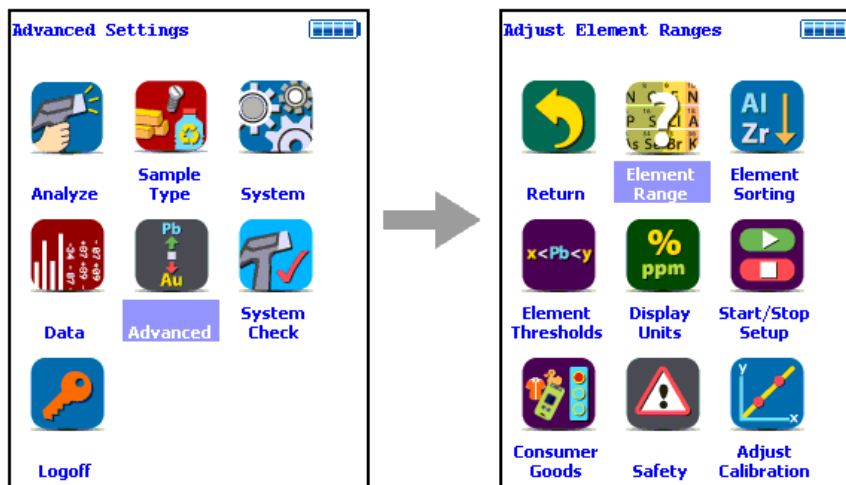 Advanced Settings
Analyze
Sample
Type
System
Pb
Au
Data
Advanced
System
Check
Logoff
Adjust Element Ranges
Return
Element
Range
Al
Zr
Element
Sorting
x<Pb<y
Element
Thresholds
%
ppm
Display
Units
Start/Stop
Setup
Consumer
Goods
Safety
y
x
Adjust
Calibration